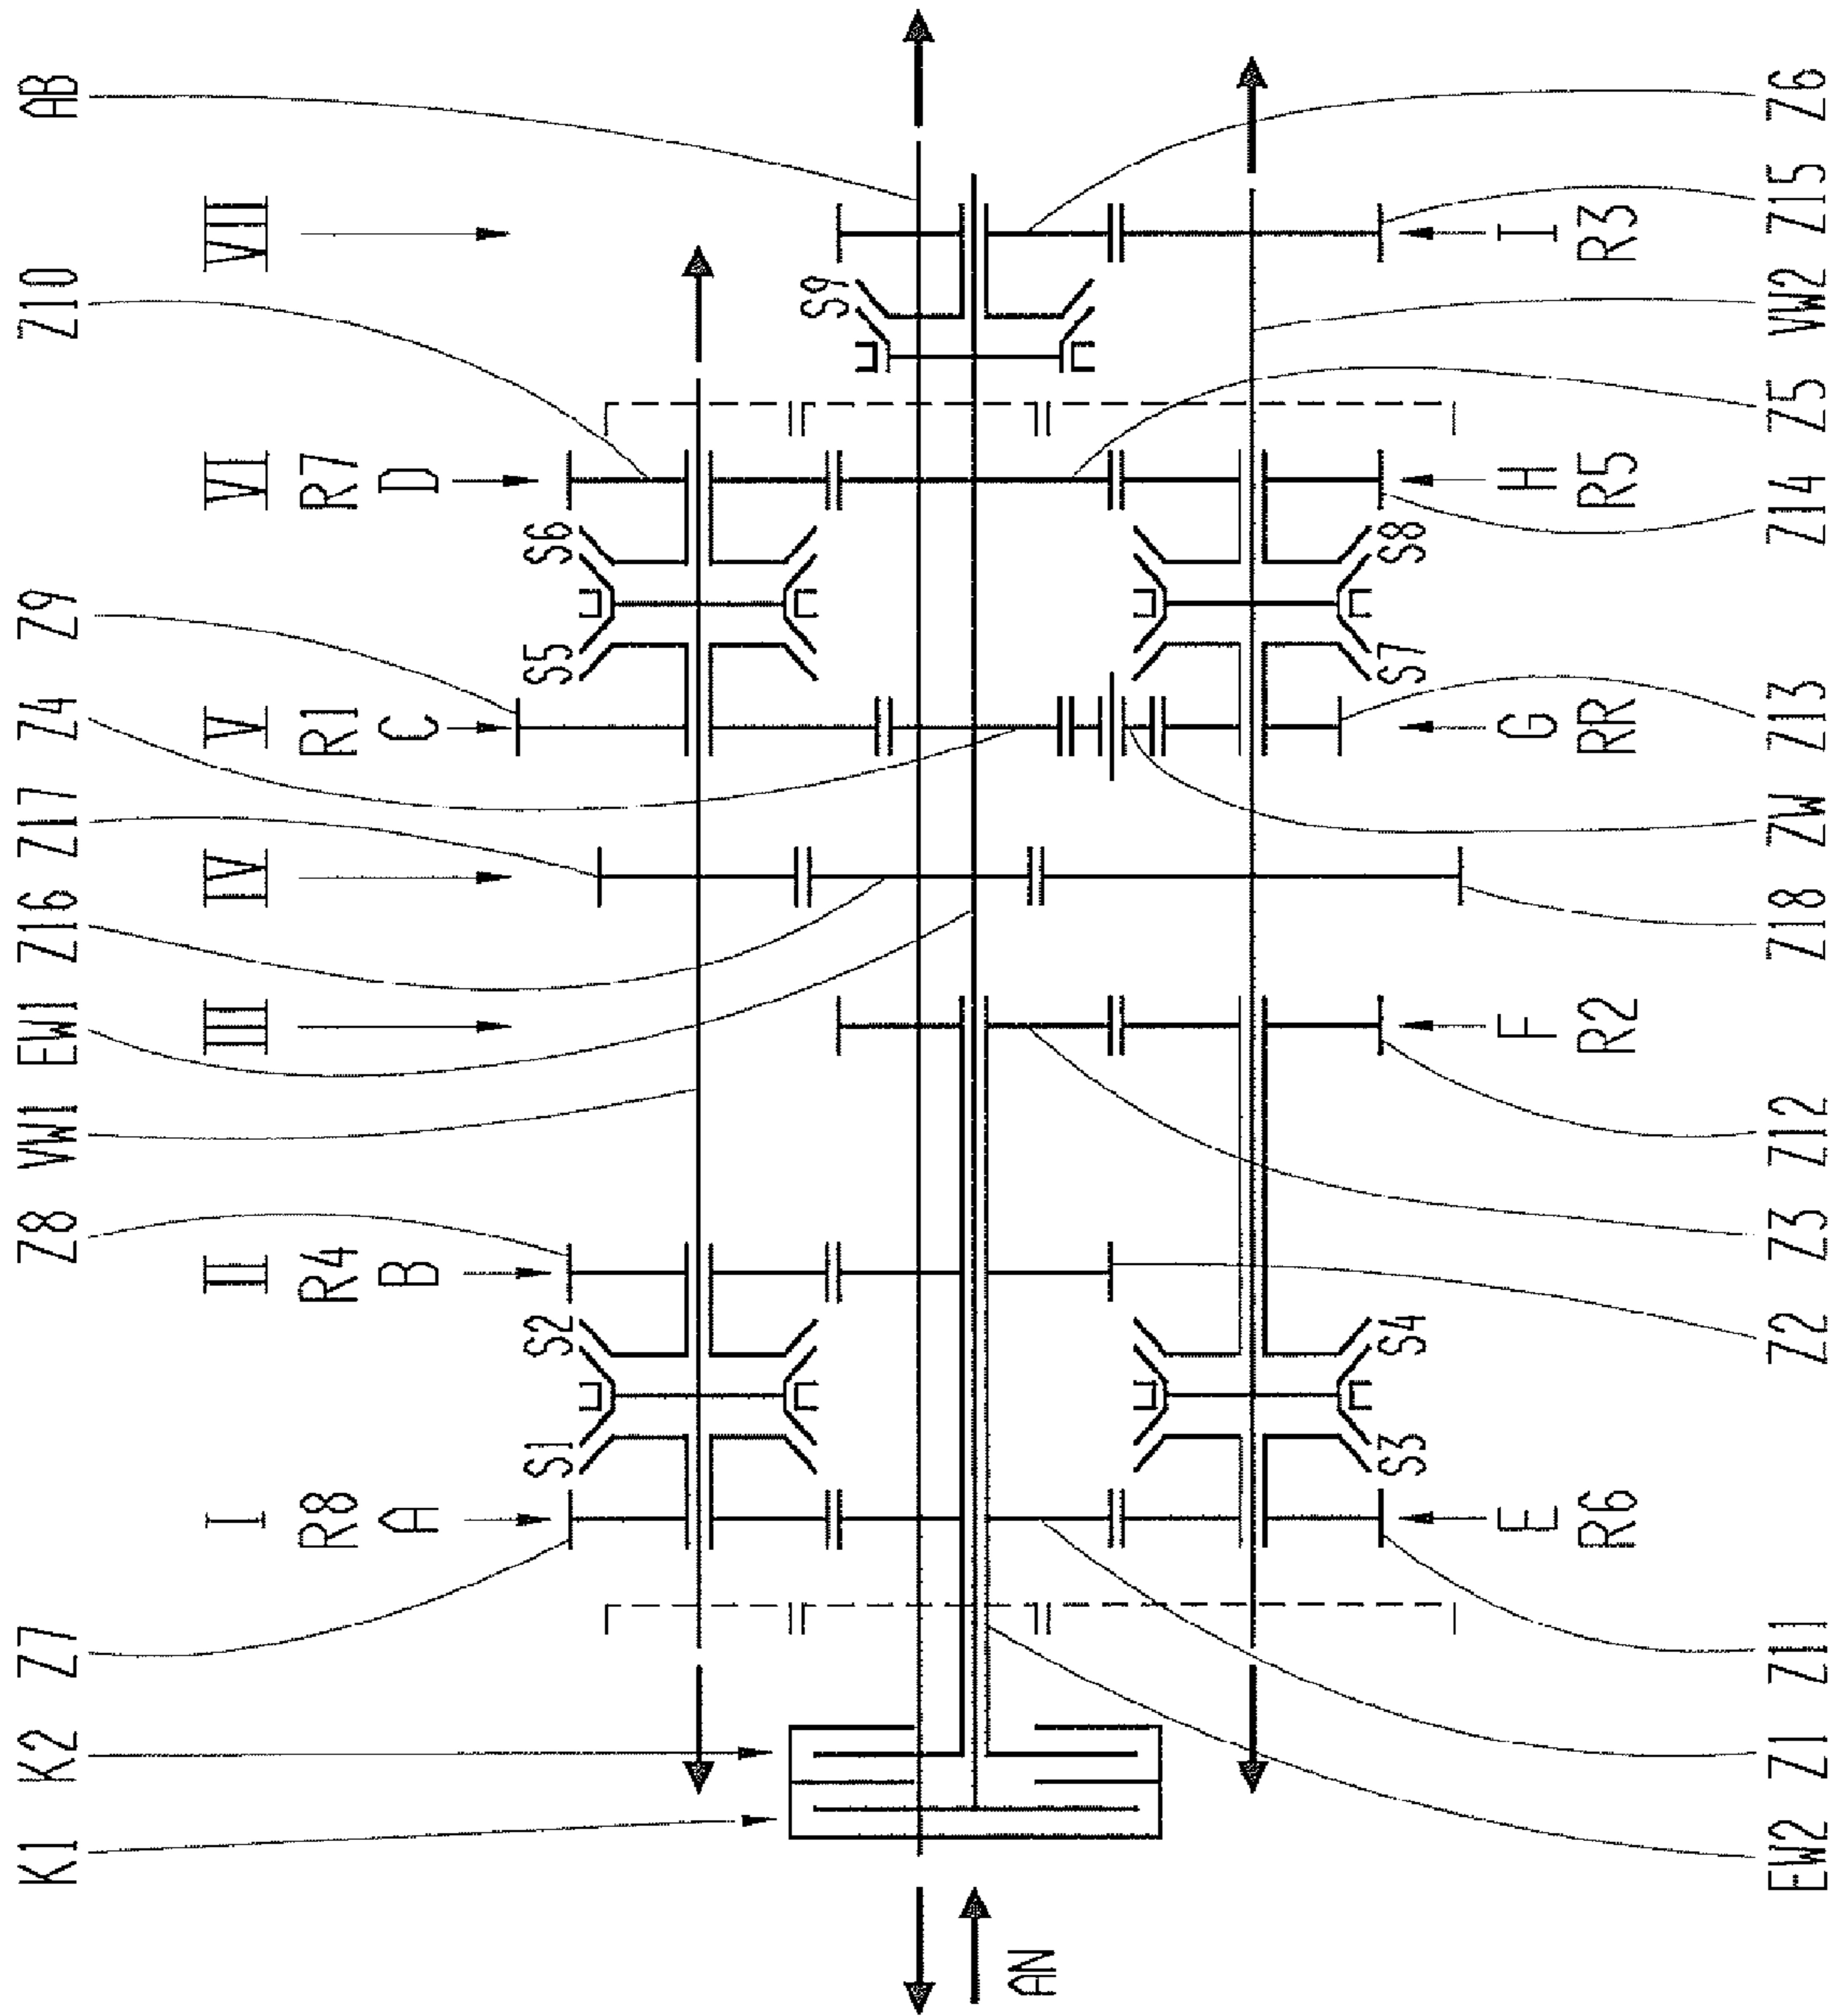 K1 K2 Z7 Z8 VW1 EW1 Z16 Z17 Z4 Z9 Z10 AB
I II III IV V VI VII
R8 R4 R1 R7
A B C D
S1 S2 S5 S6
S9
AN
S3 S4 S7 S8
E F G H I
R6 R2 RR R5 R3
EW2 Z1 Z11 Z2 Z3 Z12 Z18 ZW Z13 Z14 Z5 VW2 Z15 Z6